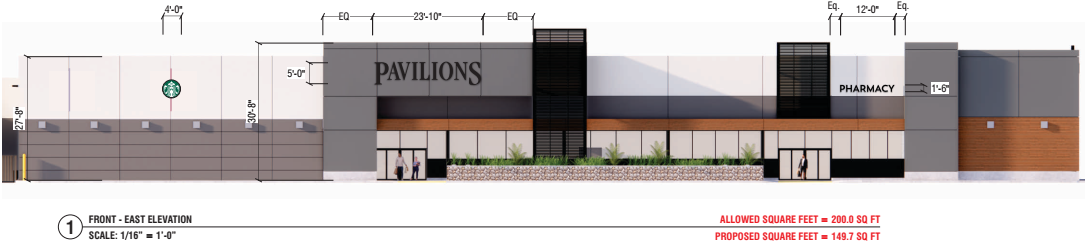 4'-0"
EQ
23'-10"
EQ
Eq.
12'-0"
Eq.
5'-0"
PAVILIONS
PHARMACY
1'-6"
27'-8"
30'-8"
1
FRONT - EAST ELEVATION
SCALE: 1/16" = 1'-0"
ALLOWED SQUARE FEET = 200.0 SQ FT
PROPOSED SQUARE FEET = 149.7 SQ FT